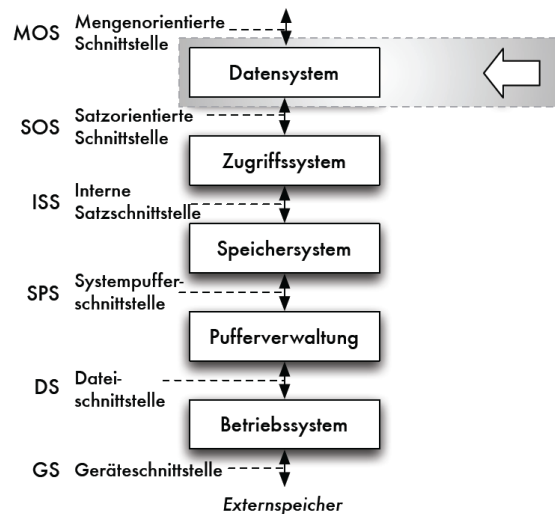 MOS Mengenorientierte
Schnittstelle
Datensystem
SOS Satzorientierte
Schnittstelle
Zugriffssystem
ISS Interne
Satzschnittstelle
Speichersystem
SPS Systempuffer-
schnittstelle
Pufferverwaltung
DS Datei-
schnittstelle
Betriebssystem
GS Geräteschnittstelle
Externspeicher